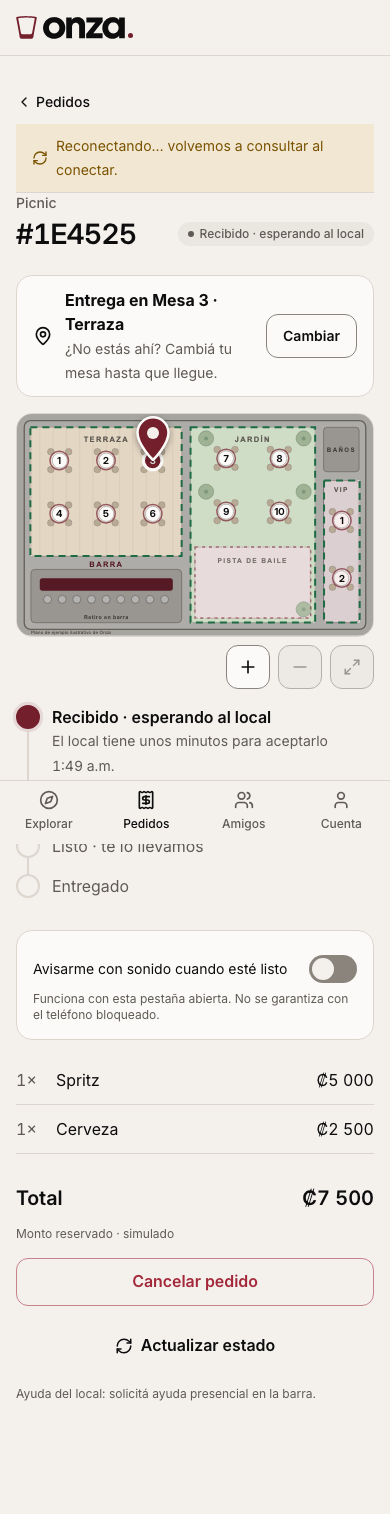 onza.
Pedidos
Reconectando... volvemos a consultar al
conectar.
Picnic
#1E4525
Recibido · esperando al local
Entrega en Mesa 3 ·
Terraza
¿No estás ahí? Cambiá tu
mesa hasta que llegue.
Cambiar
TERRAZA
JARDÍN
BAÑOS
1
2
3
7
8
VIP
4
5
6
9
10
1
BARRA
PISTA DE BAILE
2
Retiro en barra
Plano de ejemplo ilustrativo de Onza
Recibido · esperando al local
El local tiene unos minutos para aceptarlo
1:49 a.m.
Explorar
Pedidos
Amigos
Cuenta
Listo · te lo llevamos
Entregado
Avisarme con sonido cuando esté listo
Funciona con esta pestaña abierta. No se garantiza con
el teléfono bloqueado.
1× Spritz ₡5 000
1× Cerveza ₡2 500
Total ₡7 500
Monto reservado · simulado
Cancelar pedido
Actualizar estado
Ayuda del local: solicitá ayuda presencial en la barra.